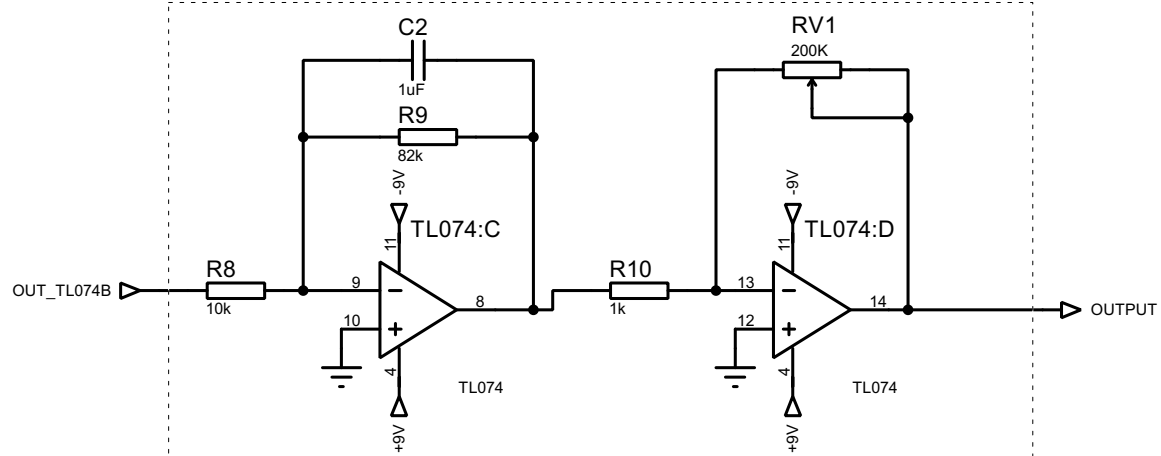 C2
1uF
R9
82k
RV1
200K
-9V
-9V
TL074:C
TL074:D
11
11
R8
10k
R10
1k
OUT_TL074B
9
8
10
13
14
12
OUTPUT
4
4
TL074
TL074
+9V
+9V